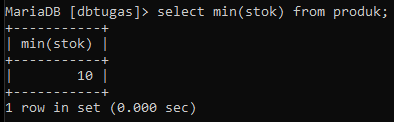 MariaDB [dbtugas]> select min(stok) from produk;
+-----------+
| min(stok) |
+-----------+
|        10 |
+-----------+
1 row in set (0.000 sec)